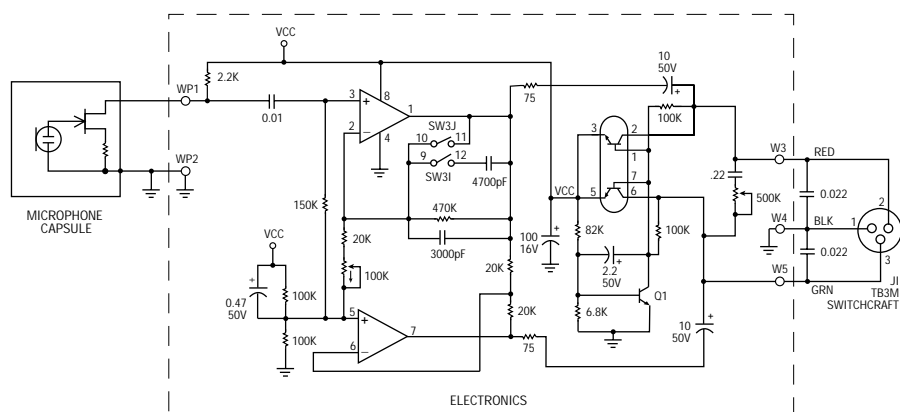 VCC
2.2K
WP1
0.01
WP2
MICROPHONE
CAPSULE
3
8
1
2
4
SW3J
10
11
9
12
SW3I
4700pF
150K
470K
3000pF
20K
100K
VCC
0.47
50V
100K
100K
5
7
6
20K
20K
75
75
100
16V
10
50V
100K
3
2
1
7
VCC
5
6
82K
100K
2.2
50V
Q1
6.8K
10
50V
.22
500K
W3
RED
0.022
2
W4
BLK
1
0.022
3
W5
GRN
JI
TB3M
SWITCHCRAFT
ELECTRONICS